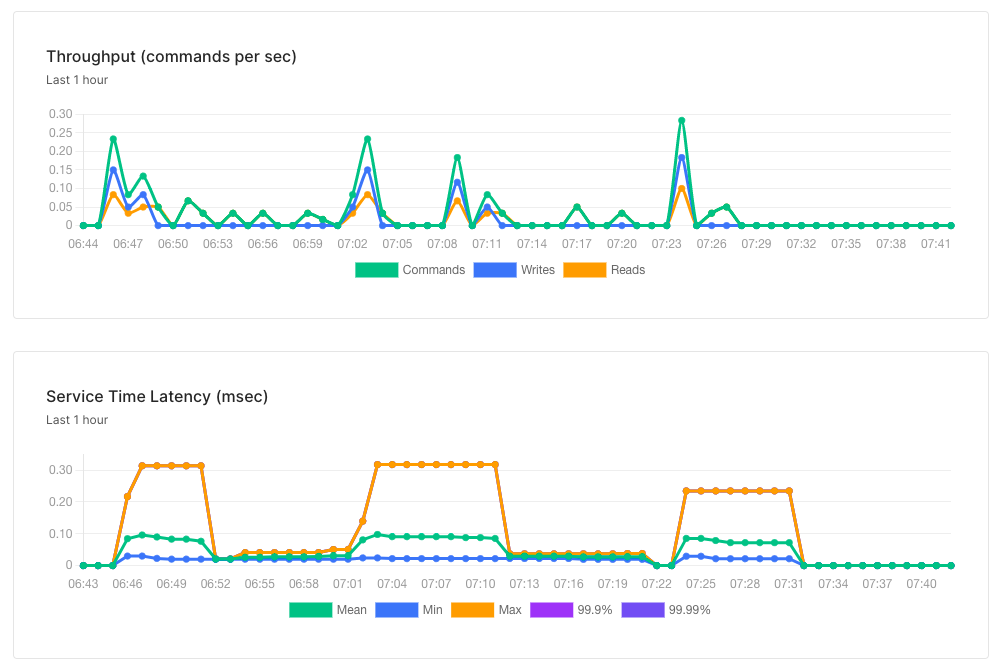 Throughput (commands per sec)
Last 1 hour
0.30
0.25
0.20
0.15
0.10
0.05
0
06:44 06:47 06:50 06:53 06:56 06:59 07:02 07:05 07:08 07:11 07:14 07:17 07:20 07:23 07:26 07:29 07:32 07:35 07:38 07:41
Commands Writes Reads
Service Time Latency (msec)
Last 1 hour
0.30
0.20
0.10
0
06:43 06:46 06:49 06:52 06:55 06:58 07:01 07:04 07:07 07:10 07:13 07:16 07:19 07:22 07:25 07:28 07:31 07:34 07:37 07:40
Mean Min Max 99.9% 99.99%